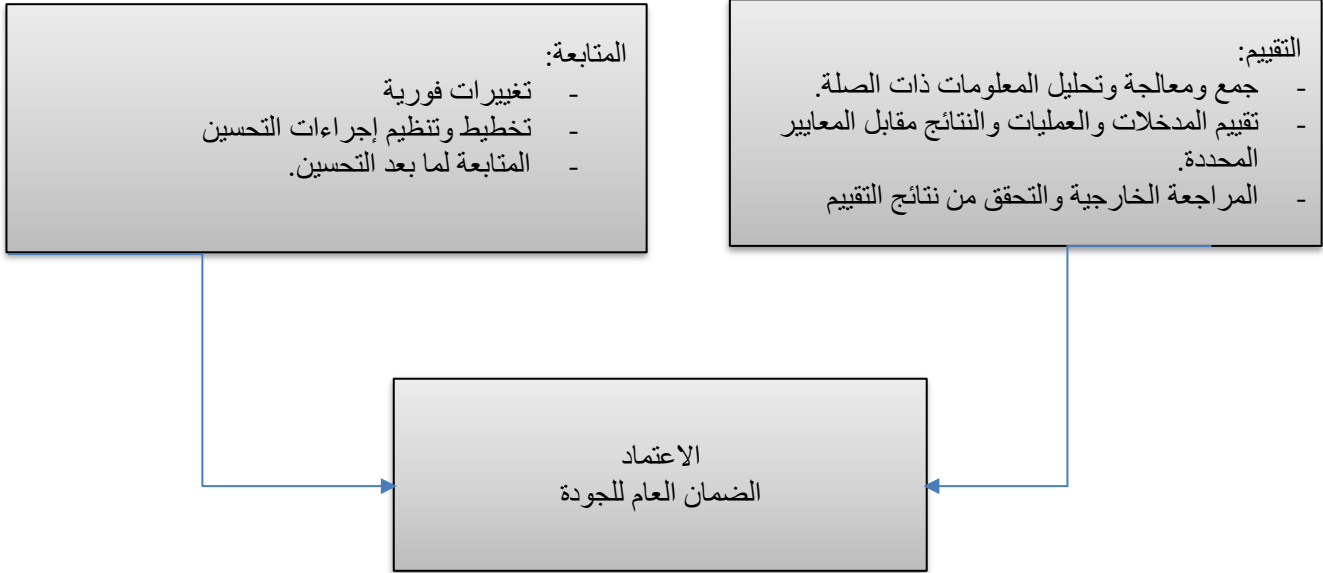 التقييم:
- جمع ومعالجة وتحليل المعلومات ذات الصلة.
- تقييم المدخلات والعمليات والنتائج مقابل المعايير
المحددة.
- المراجعة الخارجية والتحقق من نتائج التقييم
المتابعة:
- تغييرات فورية
- تخطيط وتنظيم إجراءات التحسين
- المتابعة لما بعد التحسين.
الاعتماد
الضمان العام للجودة